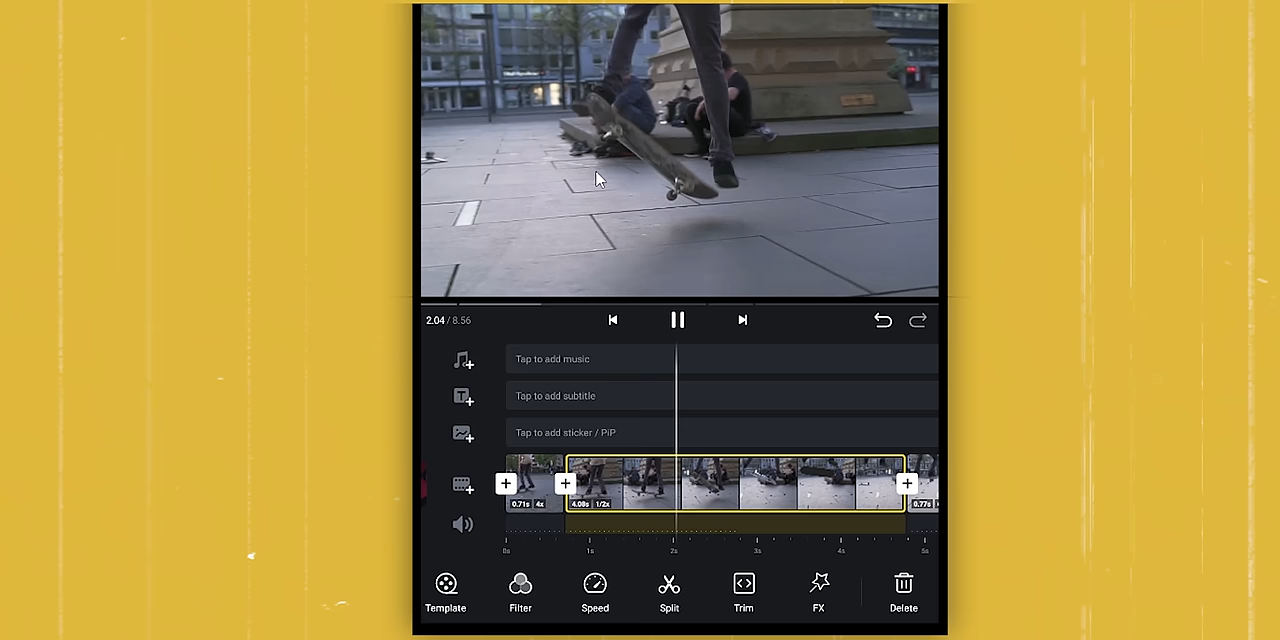 2.04 / 8.56
Tap to add music
Tap to add subtitle
Tap to add sticker / PiP
0.71s 4x
4.08s 1/2x
0.77s
0s 1s 2s 3s 4s 5s
Template Filter Speed Split Trim FX Delete